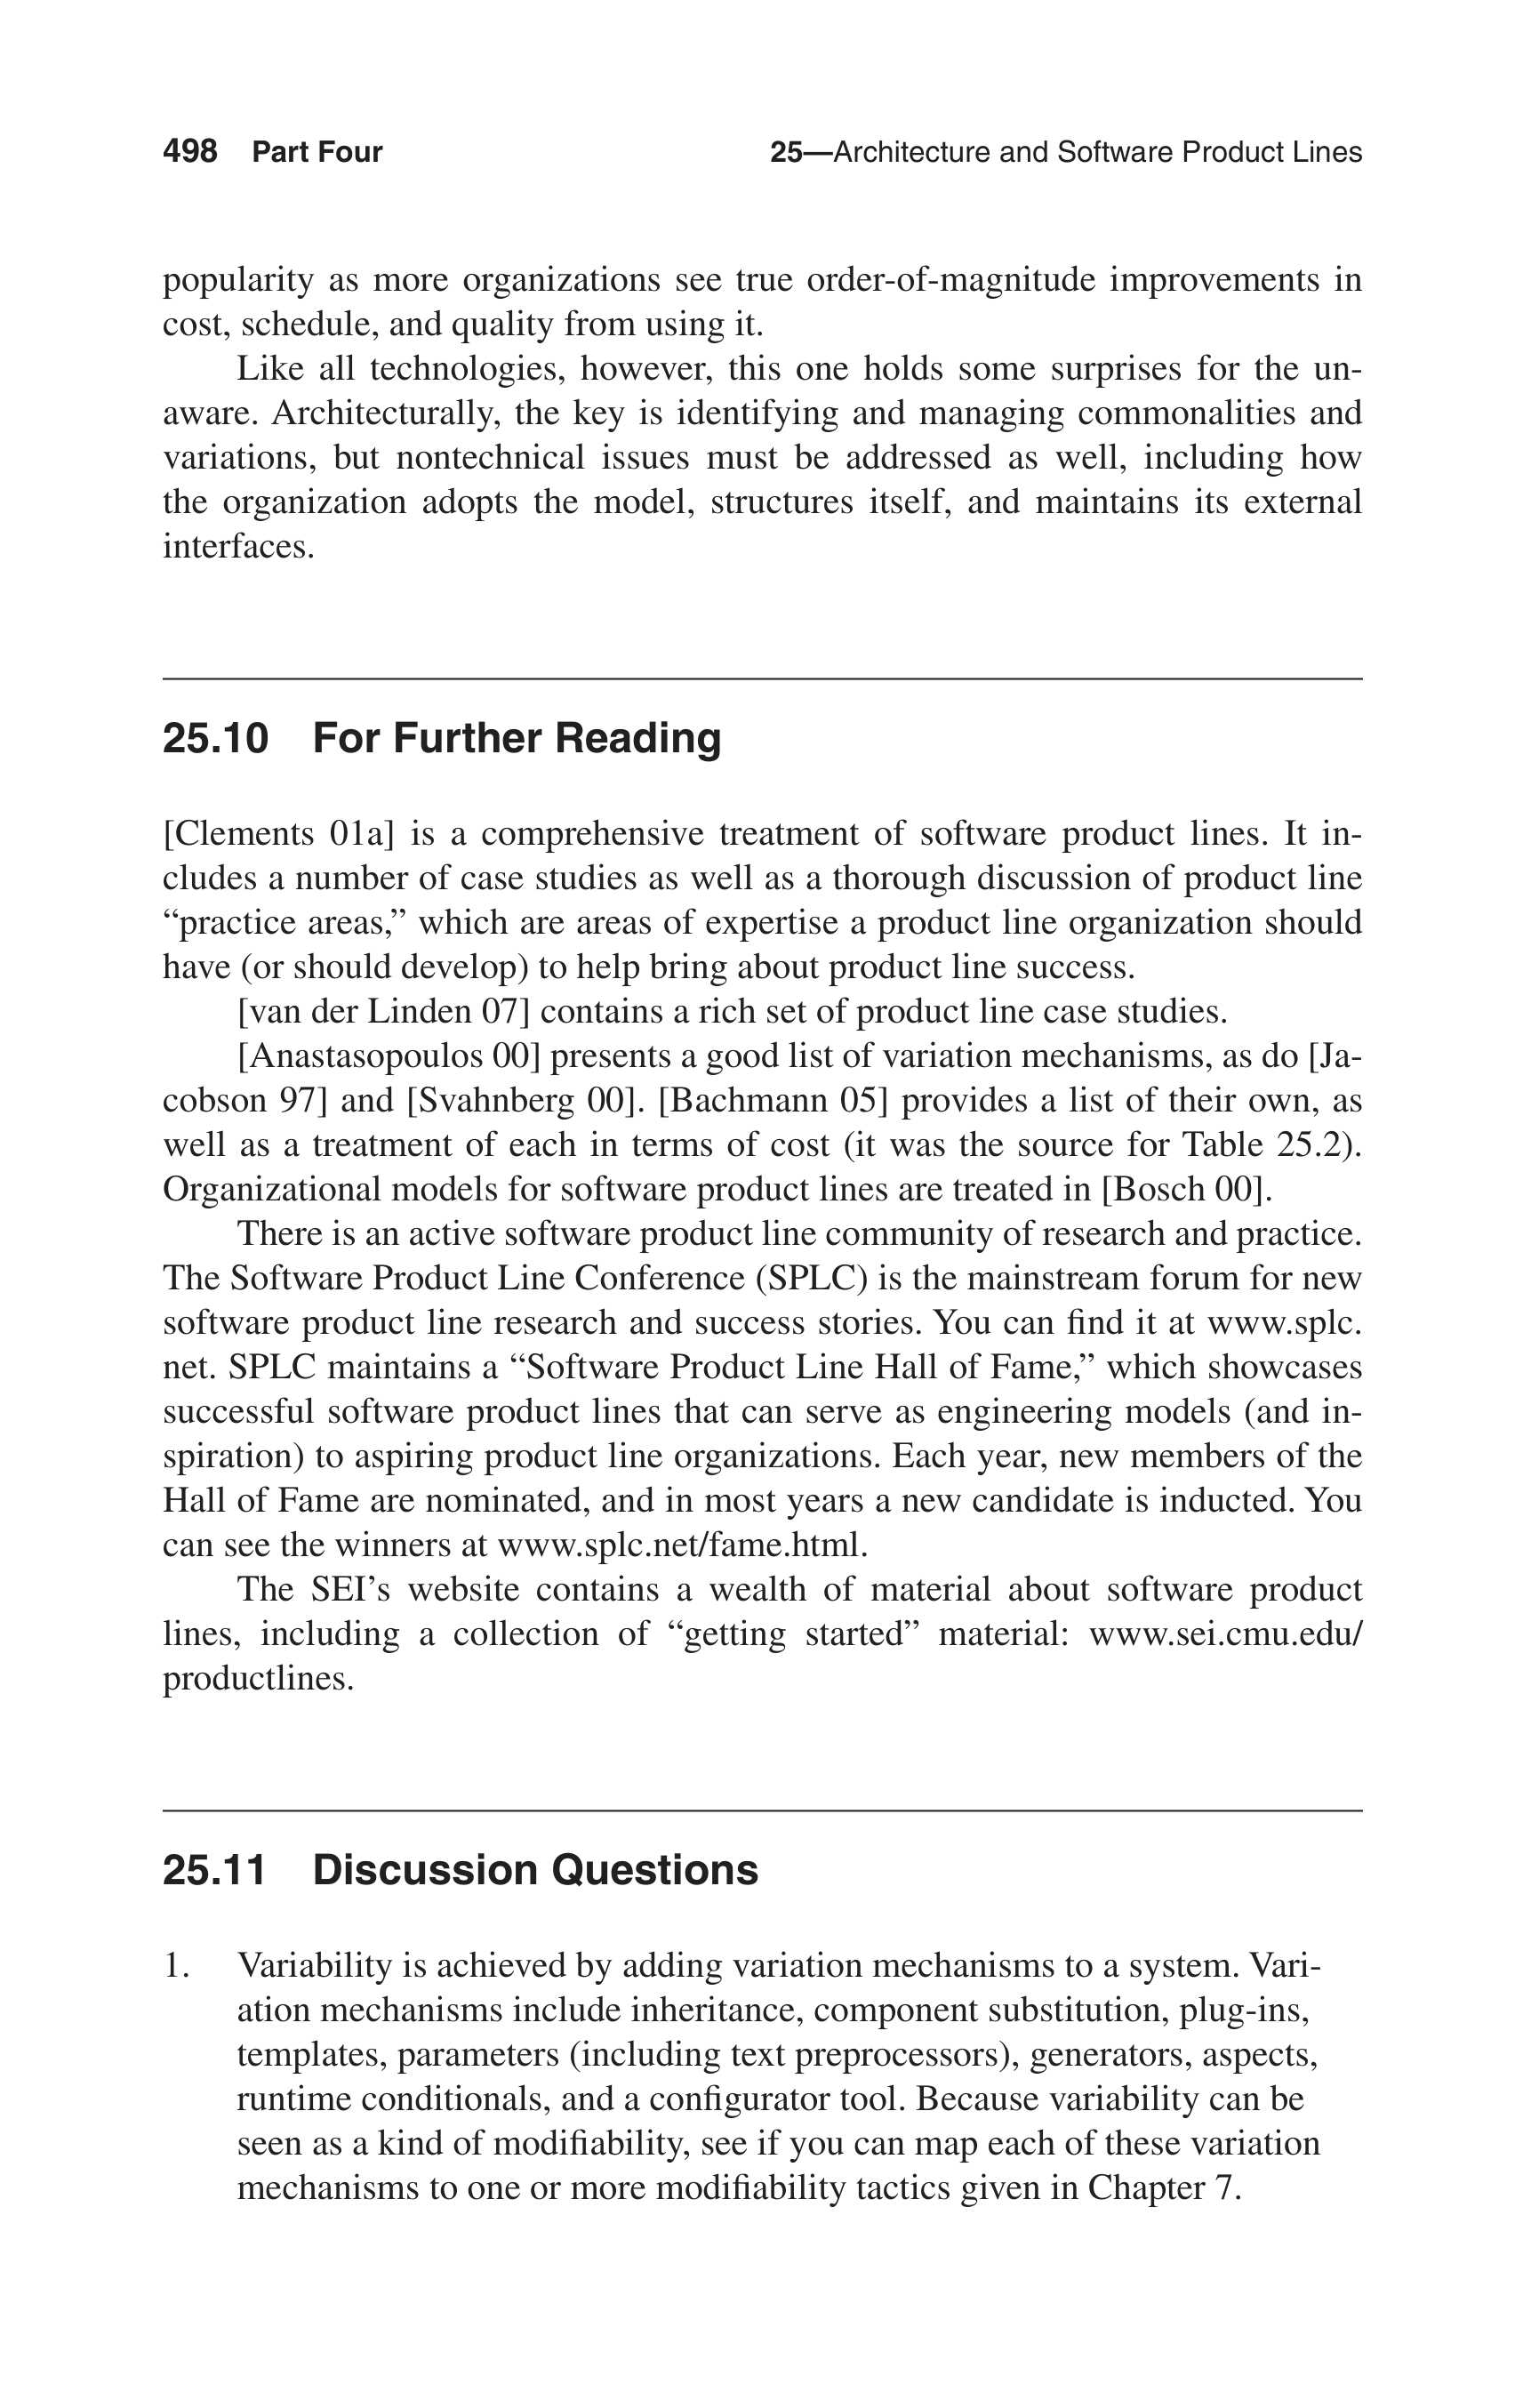 498 Part Four 25—Architecture and Software Product Lines
popularity as more organizations see true order-of-magnitude improvements in
cost, schedule, and quality from using it.
Like all technologies, however, this one holds some surprises for the un-
aware. Architecturally, the key is identifying and managing commonalities and
variations, but nontechnical issues must be addressed as well, including how
the organization adopts the model, structures itself, and maintains its external
interfaces.
25.10 For Further Reading
[Clements 01a] is a comprehensive treatment of software product lines. It in-
cludes a number of case studies as well as a thorough discussion of product line
“practice areas,” which are areas of expertise a product line organization should
have (or should develop) to help bring about product line success.
[van der Linden 07] contains a rich set of product line case studies.
[Anastasopoulos 00] presents a good list of variation mechanisms, as do [Ja-
cobson 97] and [Svahnberg 00]. [Bachmann 05] provides a list of their own, as
well as a treatment of each in terms of cost (it was the source for Table 25.2).
Organizational models for software product lines are treated in [Bosch 00].
There is an active software product line community of research and practice.
The Software Product Line Conference (SPLC) is the mainstream forum for new
software product line research and success stories. You can find it at www.splc.
net. SPLC maintains a “Software Product Line Hall of Fame,” which showcases
successful software product lines that can serve as engineering models (and in-
spiration) to aspiring product line organizations. Each year, new members of the
Hall of Fame are nominated, and in most years a new candidate is inducted. You
can see the winners at www.splc.net/fame.html.
The SEI’s website contains a wealth of material about software product
lines, including a collection of “getting started” material: www.sei.cmu.edu/
productlines.
25.11 Discussion Questions
1. Variability is achieved by adding variation mechanisms to a system. Vari-
ation mechanisms include inheritance, component substitution, plug-ins,
templates, parameters (including text preprocessors), generators, aspects,
runtime conditionals, and a configurator tool. Because variability can be
seen as a kind of modifiability, see if you can map each of these variation
mechanisms to one or more modifiability tactics given in Chapter 7.